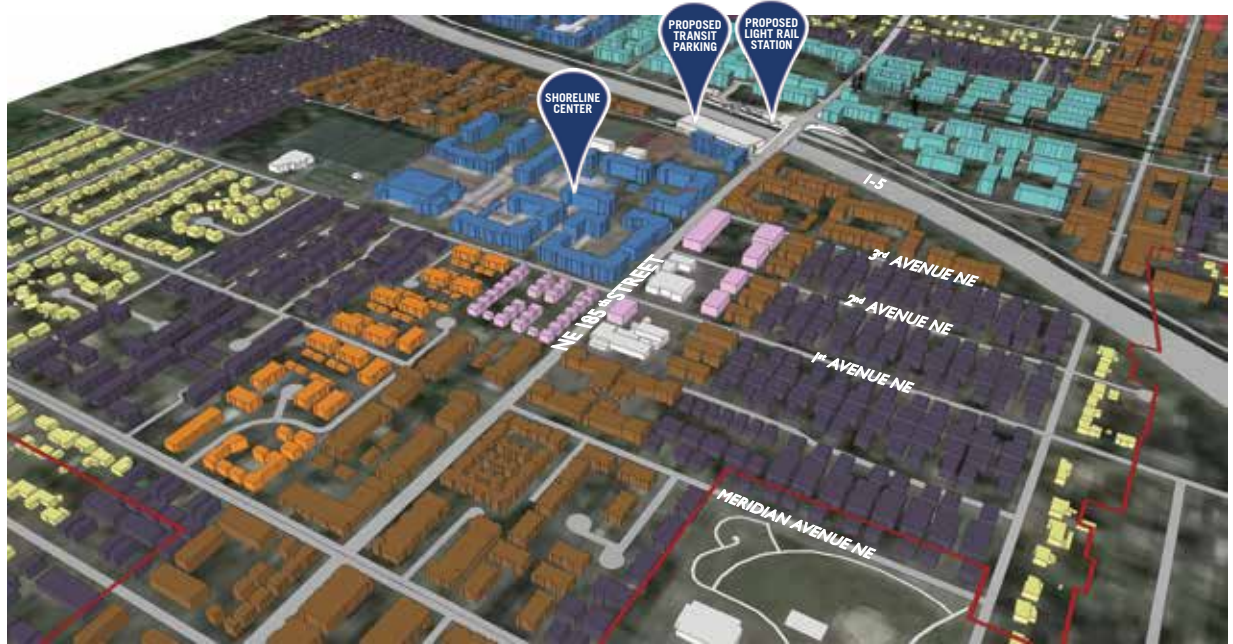 PROPOSED
TRANSIT
PARKING
PROPOSED
LIGHT RAIL
STATION
SHORELINE
CENTER
I-5
NE 185th STREET
3rd AVENUE NE
2nd AVENUE NE
1st AVENUE NE
MERIDIAN AVENUE NE